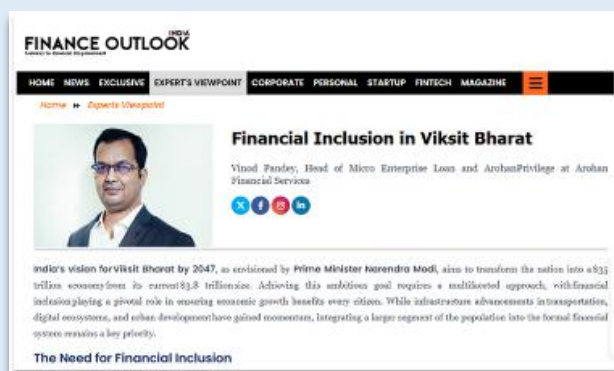 INDIA
FINANCE OUTLOOK
HOME NEWS EXCLUSIVE EXPERT'S VIEWPOINT CORPORATE PERSONAL STARTUP FINTECH MAGAZINE
Home Experts Viewpoint
Financial Inclusion in Viksit Bharat
Vinod Pandey, Head of Micro Enterprise Loan and ArohanPrivilege at Arohan
Financial Services
India's vision for Viksit Bharat by 2047, as envisioned by Prime Minister Narendra Modi, aims to transform the nation into a $35
trillion economy from its current $3.8 trillion size. Achieving this ambitious goal requires a multifaceted approach, with financial
inclusion playing a pivotal role in ensuring economic growth benefits every citizen. While infrastructure advancements in transportation,
digital ecosystems, and urban development have gained momentum, integrating a larger segment of the population into the formal financial
system remains a key priority.
The Need for Financial Inclusion